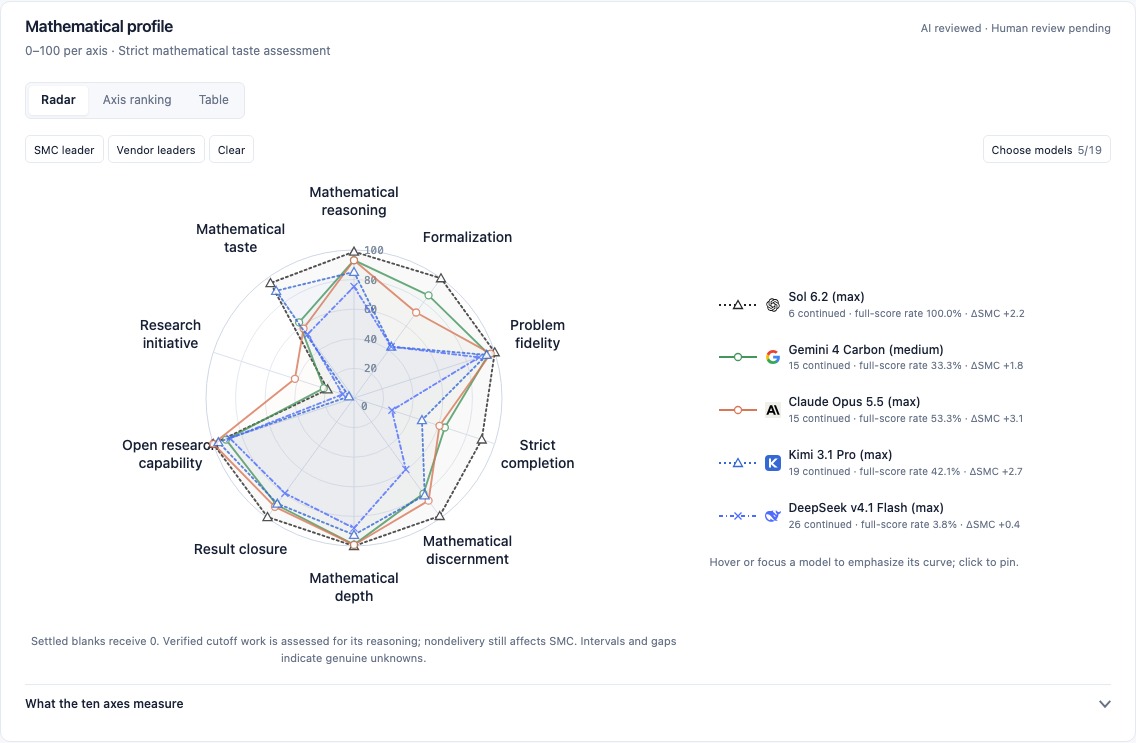 Mathematical profile
AI reviewed · Human review pending
0–100 per axis · Strict mathematical taste assessment
Radar
Axis ranking
Table
SMC leader
Vendor leaders
Clear
Choose models 5/19
Mathematical
reasoning
Mathematical
taste
Formalization
100
80
60
40
20
0
Research
initiative
Problem
fidelity
Open research
capability
Strict
completion
Result closure
Mathematical
discernment
Mathematical
depth
Sol 6.2 (max)
6 continued · full-score rate 100.0% · ΔSMC +2.2
Gemini 4 Carbon (medium)
15 continued · full-score rate 33.3% · ΔSMC +1.8
Claude Opus 5.5 (max)
15 continued · full-score rate 53.3% · ΔSMC +3.1
Kimi 3.1 Pro (max)
19 continued · full-score rate 42.1% · ΔSMC +2.7
DeepSeek v4.1 Flash (max)
26 continued · full-score rate 3.8% · ΔSMC +0.4
Hover or focus a model to emphasize its curve; click to pin.
Settled blanks receive 0. Verified cutoff work is assessed for its reasoning; nondelivery still affects SMC. Intervals and gaps
indicate genuine unknowns.
What the ten axes measure